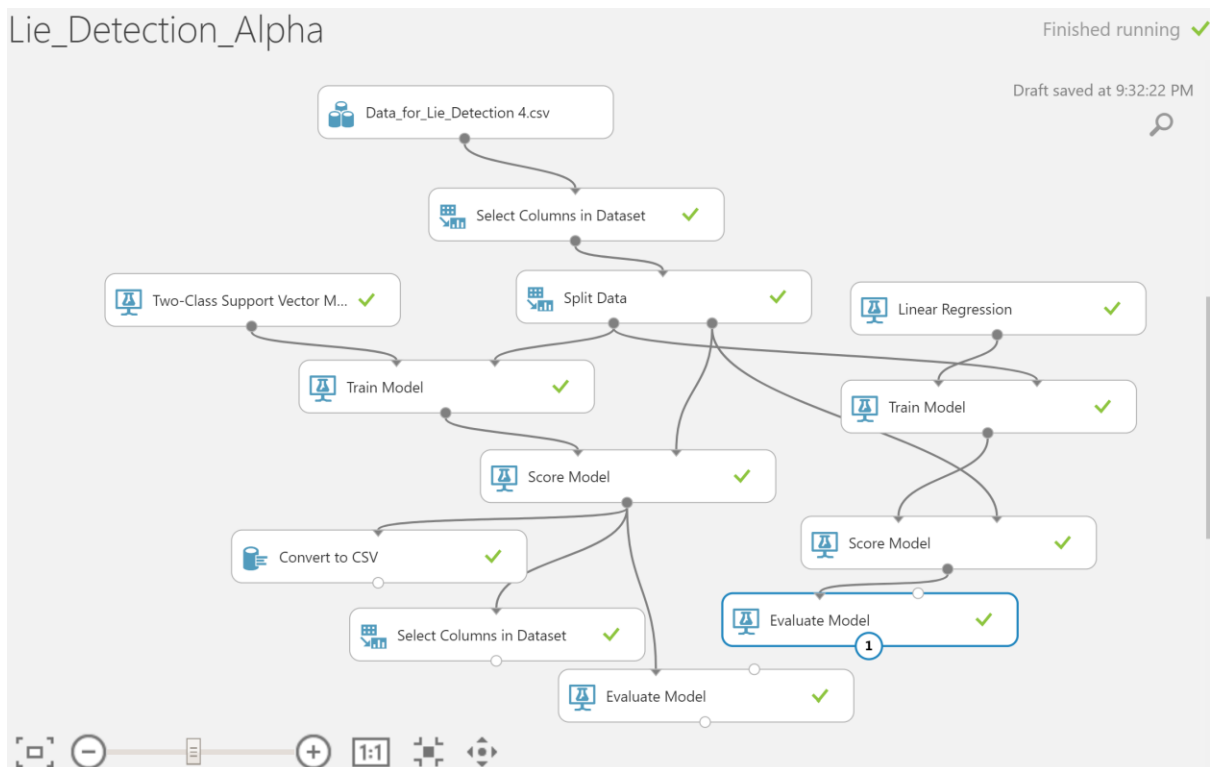 Lie_Detection_Alpha
Finished running
Draft saved at 9:32:22 PM
Data_for_Lie_Detection 4.csv
Select Columns in Dataset
Two-Class Support Vector M...
Split Data
Linear Regression
Train Model
Train Model
Score Model
Score Model
Convert to CSV
Select Columns in Dataset
Evaluate Model
1
Evaluate Model
1:1